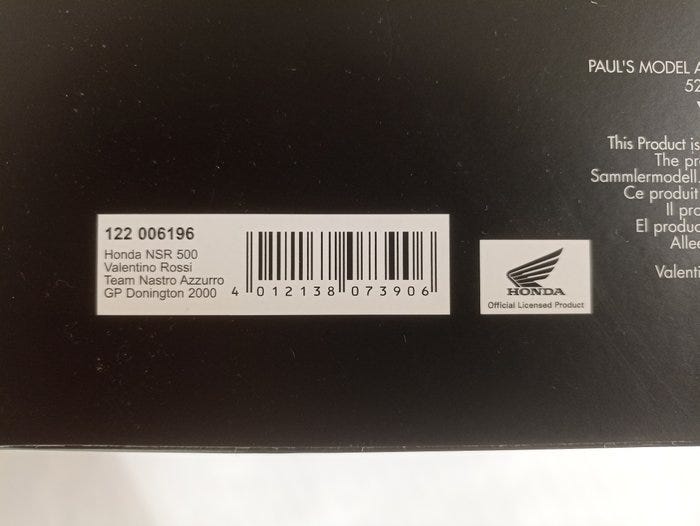 PAUL'S MODEL A
52
This Product is
The pr
Sammlermodell.
Ce produit
Il pro
El produc
Allee
Valenti
122 006196
Honda NSR 500
Valentino Rossi
Team Nastro Azzurro
GP Donington 2000
4 012138 073906
HONDA
Official Licensed Product